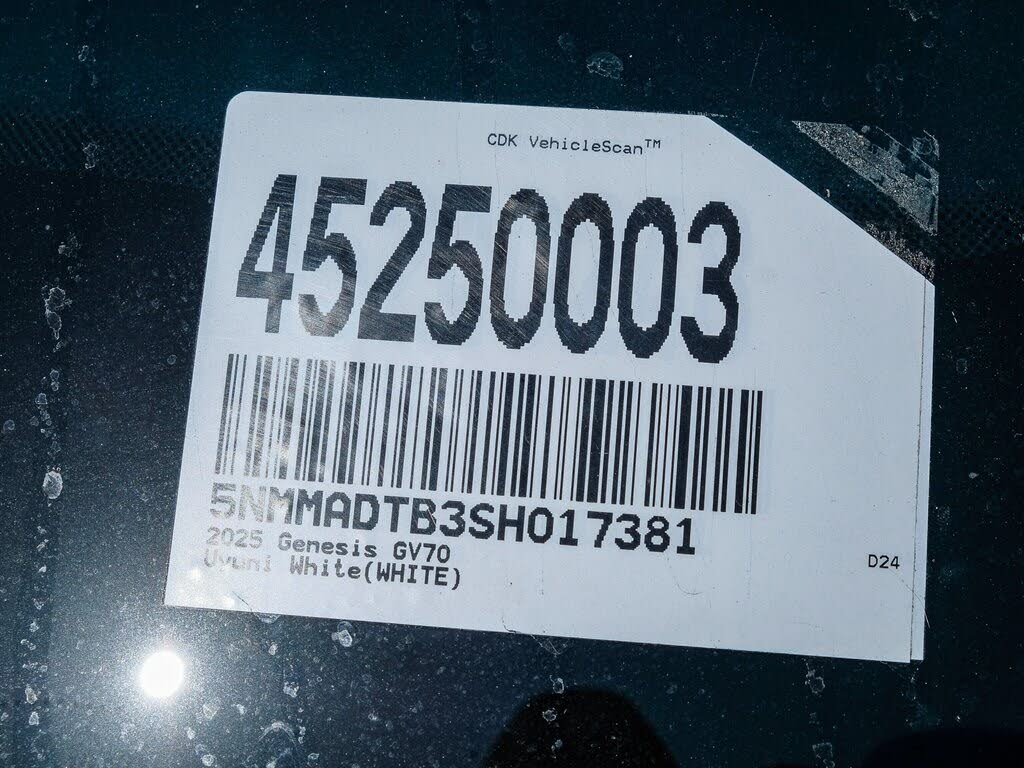 CDK VehicleScan™
45250003
5NMMADTB3SH017381
2025 Genesis GV70
Uyuni White(WHITE)
D24